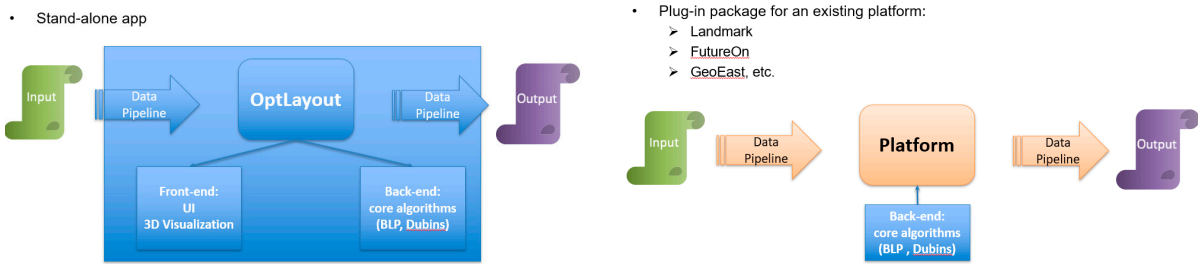 • Stand-alone app
Input
Data
Pipeline
OptLayout
Data
Pipeline
Output
Front-end:
UI
3D Visualization
Back-end:
core algorithms
(BLP, Dubins)
• Plug-in package for an existing platform:
➢ Landmark
➢ FutureOn
➢ GeoEast, etc.
Input
Data
Pipeline
Platform
Data
Pipeline
Output
Back-end:
core algorithms
(BLP , Dubins)